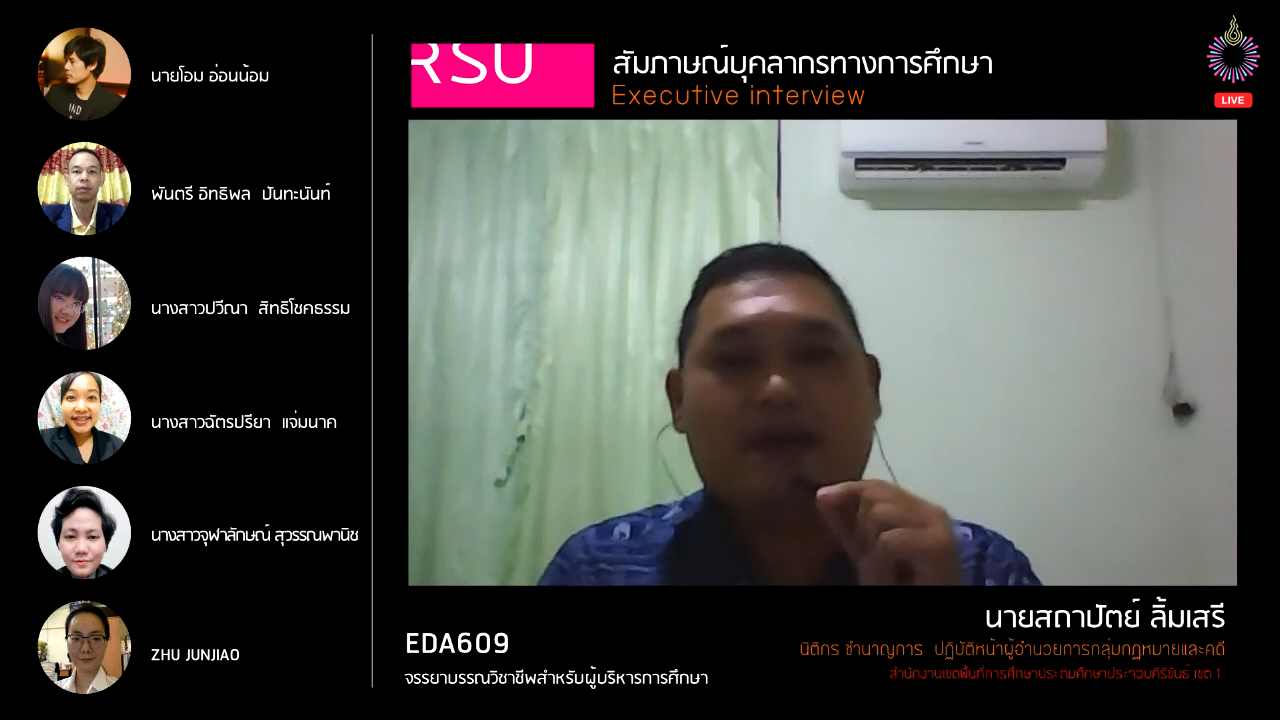 นายโอม อ่อนน้อม
พันตรี อิทธิพล ปันทะนันท์
นางสาวปวีณา สิทธิโชคธรรม
นางสาวฉัตรปรียา แจ่มนาค
นางสาวจุฬาลักษณ์ สุวรรณพานิช
ZHU JUNJIAO
RSU
สัมภาษณ์บุคลากรทางการศึกษา
Executive interview
LIVE
EDA609
จรรยาบรรณวิชาชีพสำหรับผู้บริหารการศึกษา
นายสถาปัตย์ ลิ้มเสรี
นิติกร ชำนาญการ ปฏิบัติหน้าผู้อำนวยการกลุ่มกฎหมายและคดี
สำนักงานเขตพื้นที่การศึกษาประถมศึกษาประจวบคีรีขันธ์ เขต 1